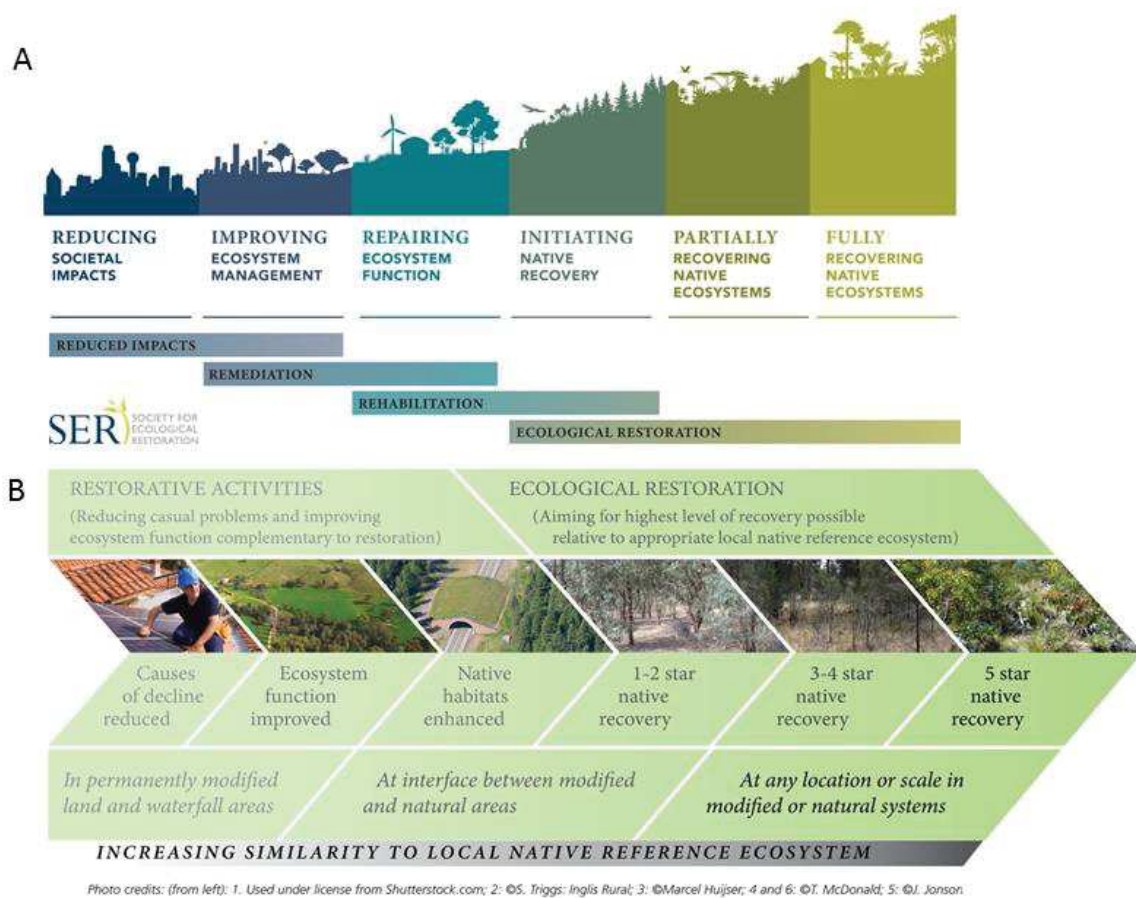 A
REDUCING
SOCIETAL
IMPACTS
IMPROVING
ECOSYSTEM
MANAGEMENT
REPAIRING
ECOSYSTEM
FUNCTION
INITIATING
NATIVE
RECOVERY
PARTIALLY
RECOVERING
NATIVE
ECOSYSTEMS
FULLY
RECOVERING
NATIVE
ECOSYSTEMS
REDUCED IMPACTS
REMEDIATION
REHABILITATION
ECOLOGICAL RESTORATION
SER
SOCIETY FOR
ECOLOGICAL
RESTORATION
B
RESTORATIVE ACTIVITIES
(Reducing casual problems and improving
ecosystem function complementary to restoration)
ECOLOGICAL RESTORATION
(Aiming for highest level of recovery possible
relative to appropriate local native reference ecosystem)
Causes
of decline
reduced
Ecosystem
function
improved
Native
habitats
enhanced
1-2 star
native
recovery
3-4 star
native
recovery
5 star
native
recovery
In permanently modified
land and waterfall areas
At interface between modified
and natural areas
At any location or scale in
modified or natural systems
INCREASING SIMILARITY TO LOCAL NATIVE REFERENCE ECOSYSTEM
Photo credits: (from left): 1. Used under license from Shutterstock.com; 2: ©S. Triggs: Inglis Rural; 3: ©Marcel Huijser; 4 and 6: ©T. McDonald; 5: ©J. Jonson